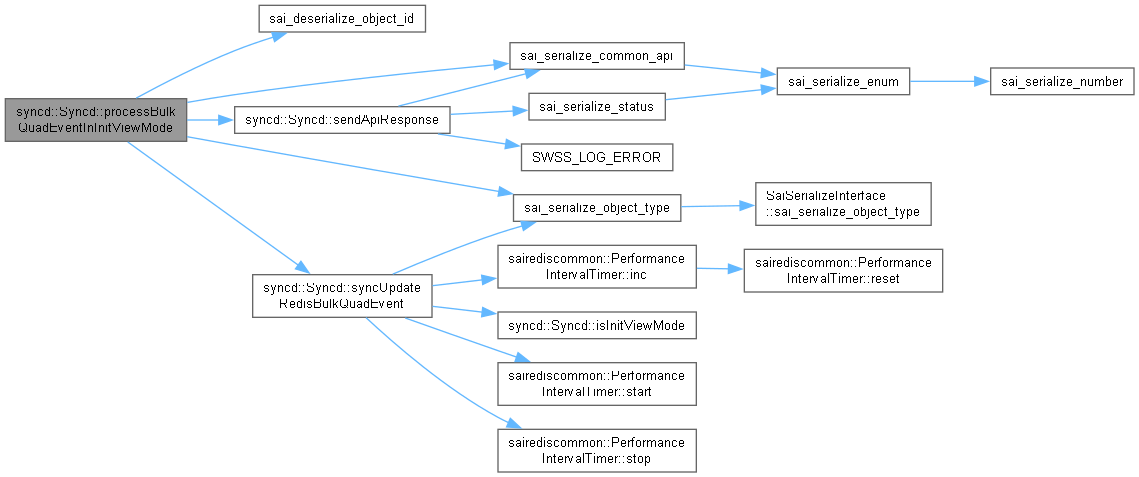 sai_deserialize_object_id
sai_serialize_common_api
sai_serialize_enum
sai_serialize_number
syncd::Syncd::processBulk
QuadEventInInitViewMode
syncd::Syncd::sendApiResponse
sai_serialize_status
SWSS_LOG_ERROR
sai_serialize_object_type
SaiSerializeInterface
::sai_serialize_object_type
syncd::Syncd::syncUpdate
RedisBulkQuadEvent
sairediscommon::Performance
IntervalTimer::inc
sairediscommon::Performance
IntervalTimer::reset
syncd::Syncd::isInitViewMode
sairediscommon::Performance
IntervalTimer::start
sairediscommon::Performance
IntervalTimer::stop